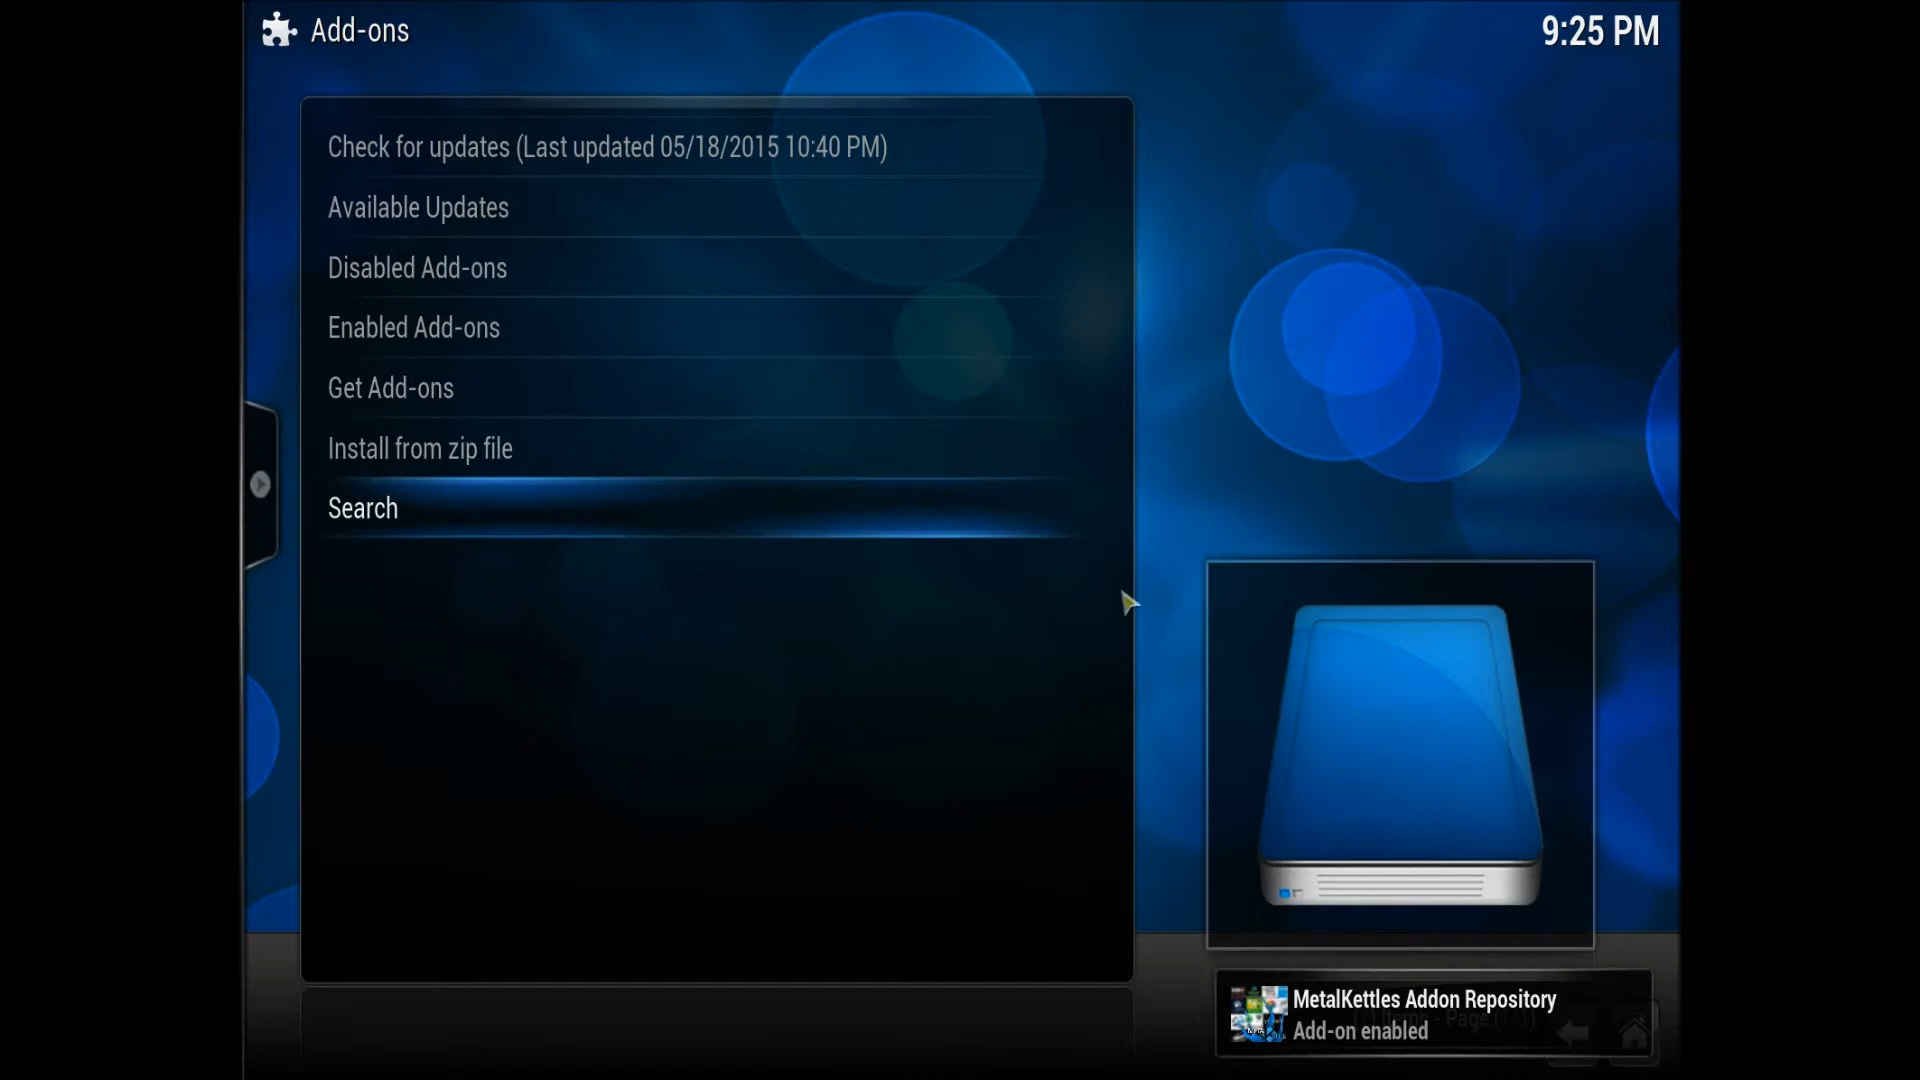 Add-ons
9:25 PM
Check for updates (Last updated 05/18/2015 10:40 PM)
Available Updates
Disabled Add-ons
Enabled Add-ons
Get Add-ons
Install from zip file
Search
MetalKettles Addon Repository
Add-on enabled